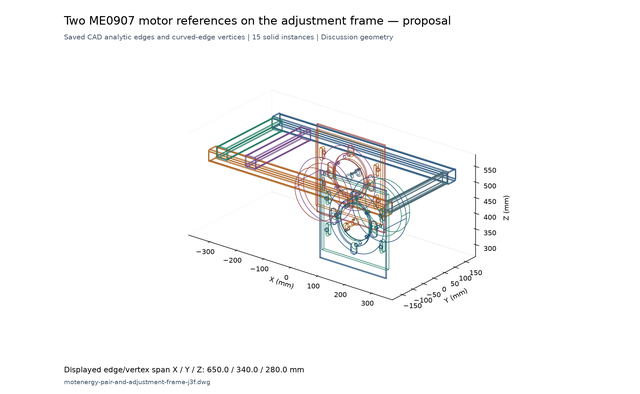 Two ME0907 motor references on the adjustment frame — proposal
Saved CAD analytic edges and curved-edge vertices | 15 solid instances | Discussion geometry
550
500
450
400
350
300
Z (mm)
−300
−200
−100
0
100
200
300
X (mm)
−150
−100
−50
0
50
100
150
Y (mm)
Displayed edge/vertex span X / Y / Z: 650.0 / 340.0 / 280.0 mm
motenergy-pair-and-adjustment-frame-j3f.dwg